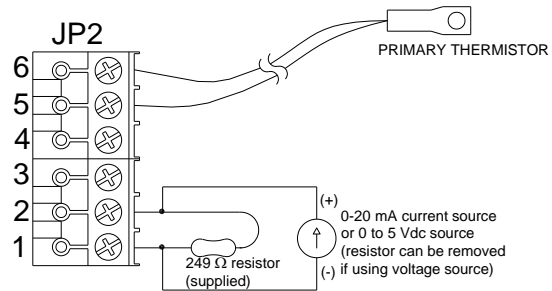 JP2
PRIMARY THERMISTOR
6
5
4
3
2
1
(+)
0-20 mA current source
or 0 to 5 Vdc source
(resistor can be removed
(-) if using voltage source)
249 Ω resistor
(supplied)